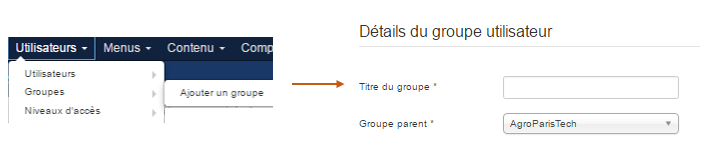 Détails du groupe utilisateur
Utilisateurs Menus Contenu Comp
Utilisateurs
Groupes
Ajouter un groupe
Niveaux d'accès
Titre du groupe *
Groupe parent *
AgroParisTech